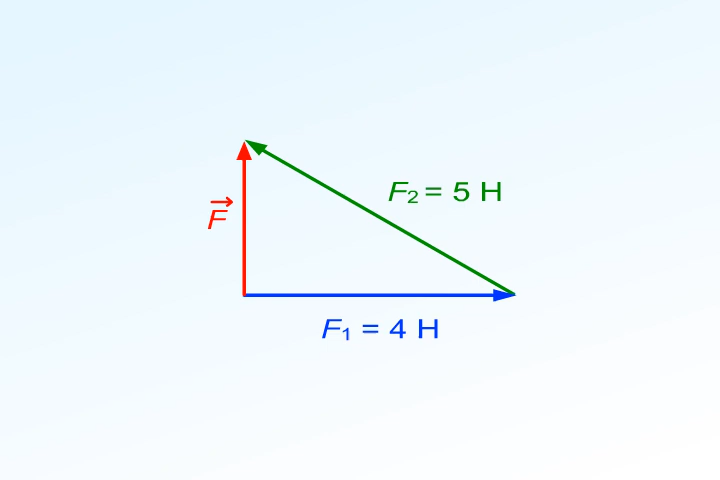 F₂ = 5 Н
F⃗
F₁ = 4 Н